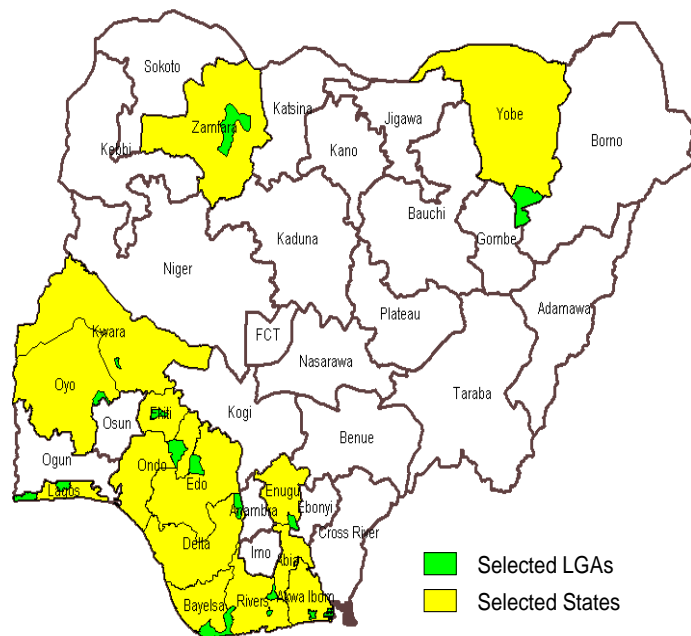 Sokoto
Zamfara
Katsina
Jigawa
Yobe
Borno
Kebbi
Kano
Bauchi
Gombe
Kaduna
Niger
Adamawa
Plateau
Kwara
FCT
Nasarawa
Taraba
Oyo
Osun
Ekiti
Kogi
Benue
Ogun
Ondo
Edo
Lagos
Enugu
Anambra
Ebonyi
Cross River
Delta
Imo
Abia
Bayelsa
Rivers
Akwa Ibom
Selected LGAs
Selected States